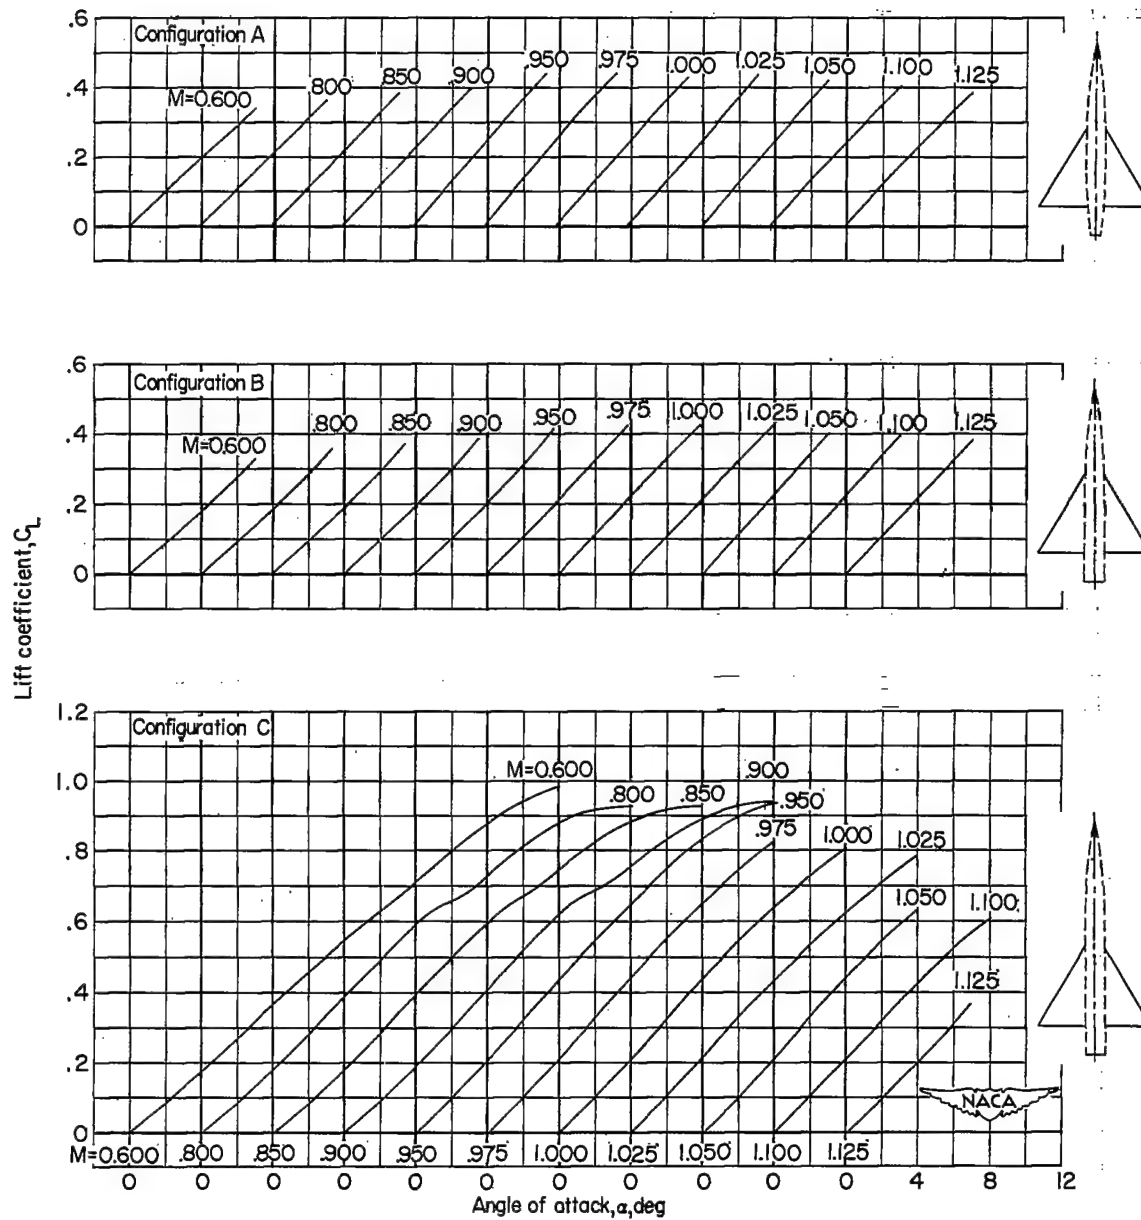 .6
Configuration A
M=0.600 .800 .850 .900 .950 .975 1.000 1.025 1.050 1.100 1.125
.4
.2
0
.6
Configuration B
M=0.600 .800 .850 .900 .950 .975 1.000 1.025 1.050 1.100 1.125
.4
.2
0
Lift coefficient, C_L
1.2
Configuration C
M=0.600 .800 .850 .900 .950 .975 1.000 1.025 1.050 1.100 1.125
1.0
.8
.6
.4
.2
0
NACA
M=0.600 .800 .850 .900 .950 .975 1.000 1.025 1.050 1.100 1.125
0 0 0 0 0 0 0 0 0 0 0 4 8 12
Angle of attack, α, deg